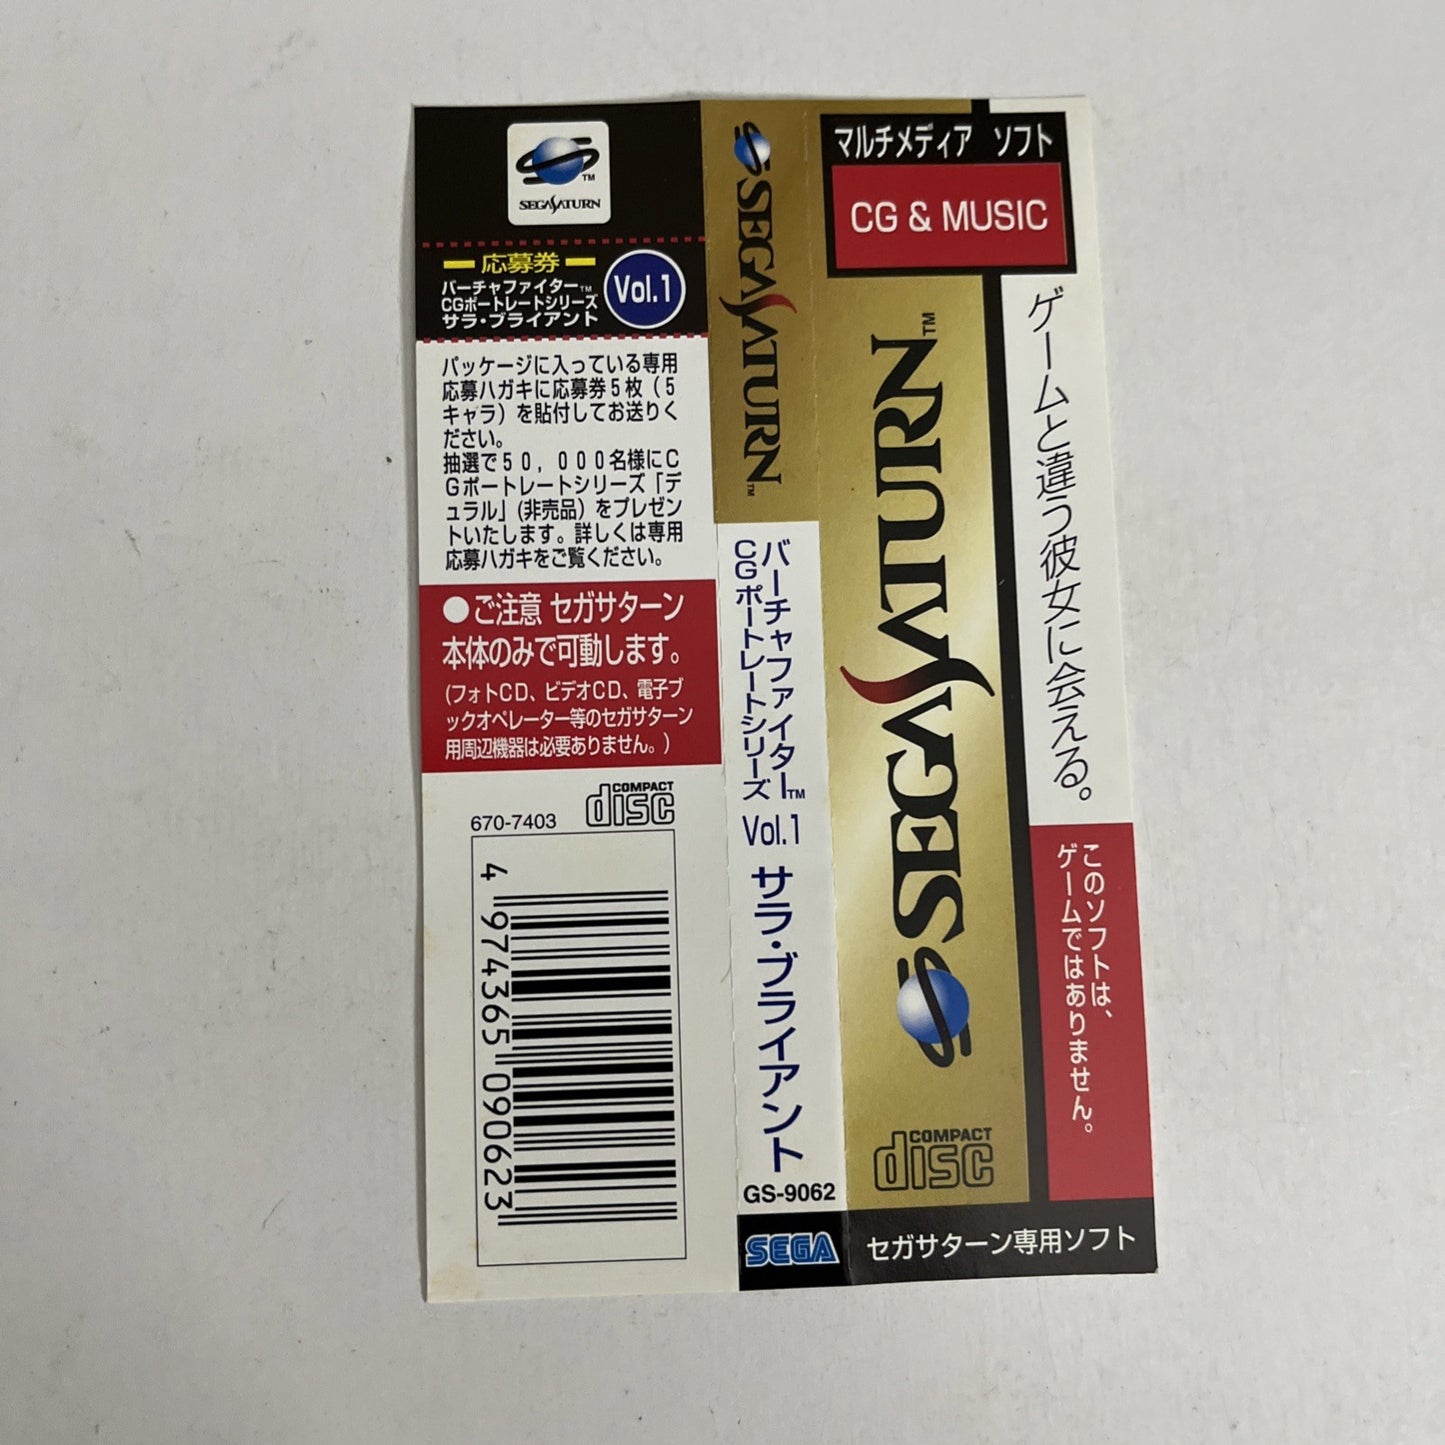 SEGA SATURN TM
応募券
バーチャファイター™
CGポートレートシリーズ
サラ・ブライアント
Vol.1
パッケージに入っている専用
応募ハガキに応募券5枚（5
キャラ）を貼付してお送りく
ださい。
抽選で50，000名様にC
Gポートレートシリーズ「デ
ュラル」(非売品）をプレゼン
トいたします。詳しくは専用
応募ハガキをご覧ください。
●ご注意 セガサターン
本体のみで可動します。
(フォトCD、ビデオCD、電子ブ
ックオペレーター等のセガサターン
用周辺機器は必要ありません。)
670-7403
COMPACT
disc
4 974365 090623
SEGA SATURN™
バーチャファイター™
CGポートレートシリーズ
Vol.1
サラ・ブライアント
GS-9062
SEGA
マルチメディア ソフト
CG & MUSIC
SEGA SATURN™
COMPACT
disc
ゲームと違う彼女に会える。
このソフトは、
ゲームではありません。
セガサターン専用ソフト